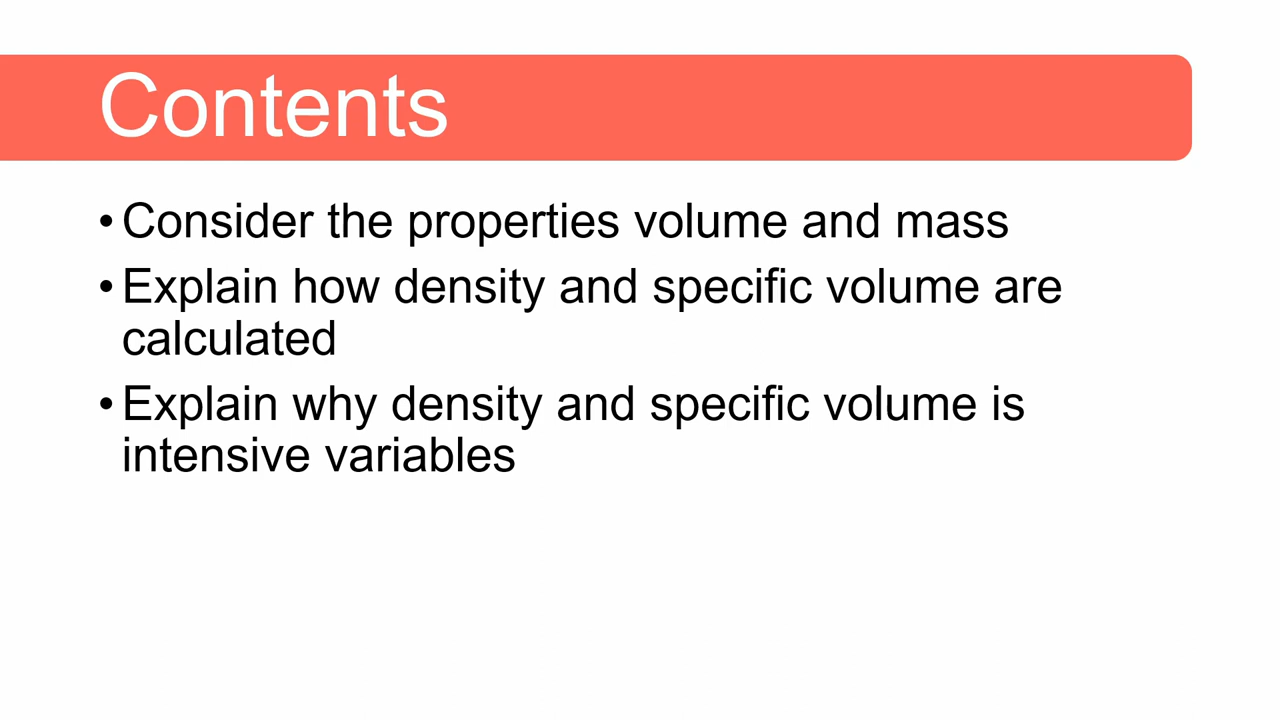 Contents
•Consider the properties volume and mass
•Explain how density and specific volume are
calculated
•Explain why density and specific volume is
intensive variables